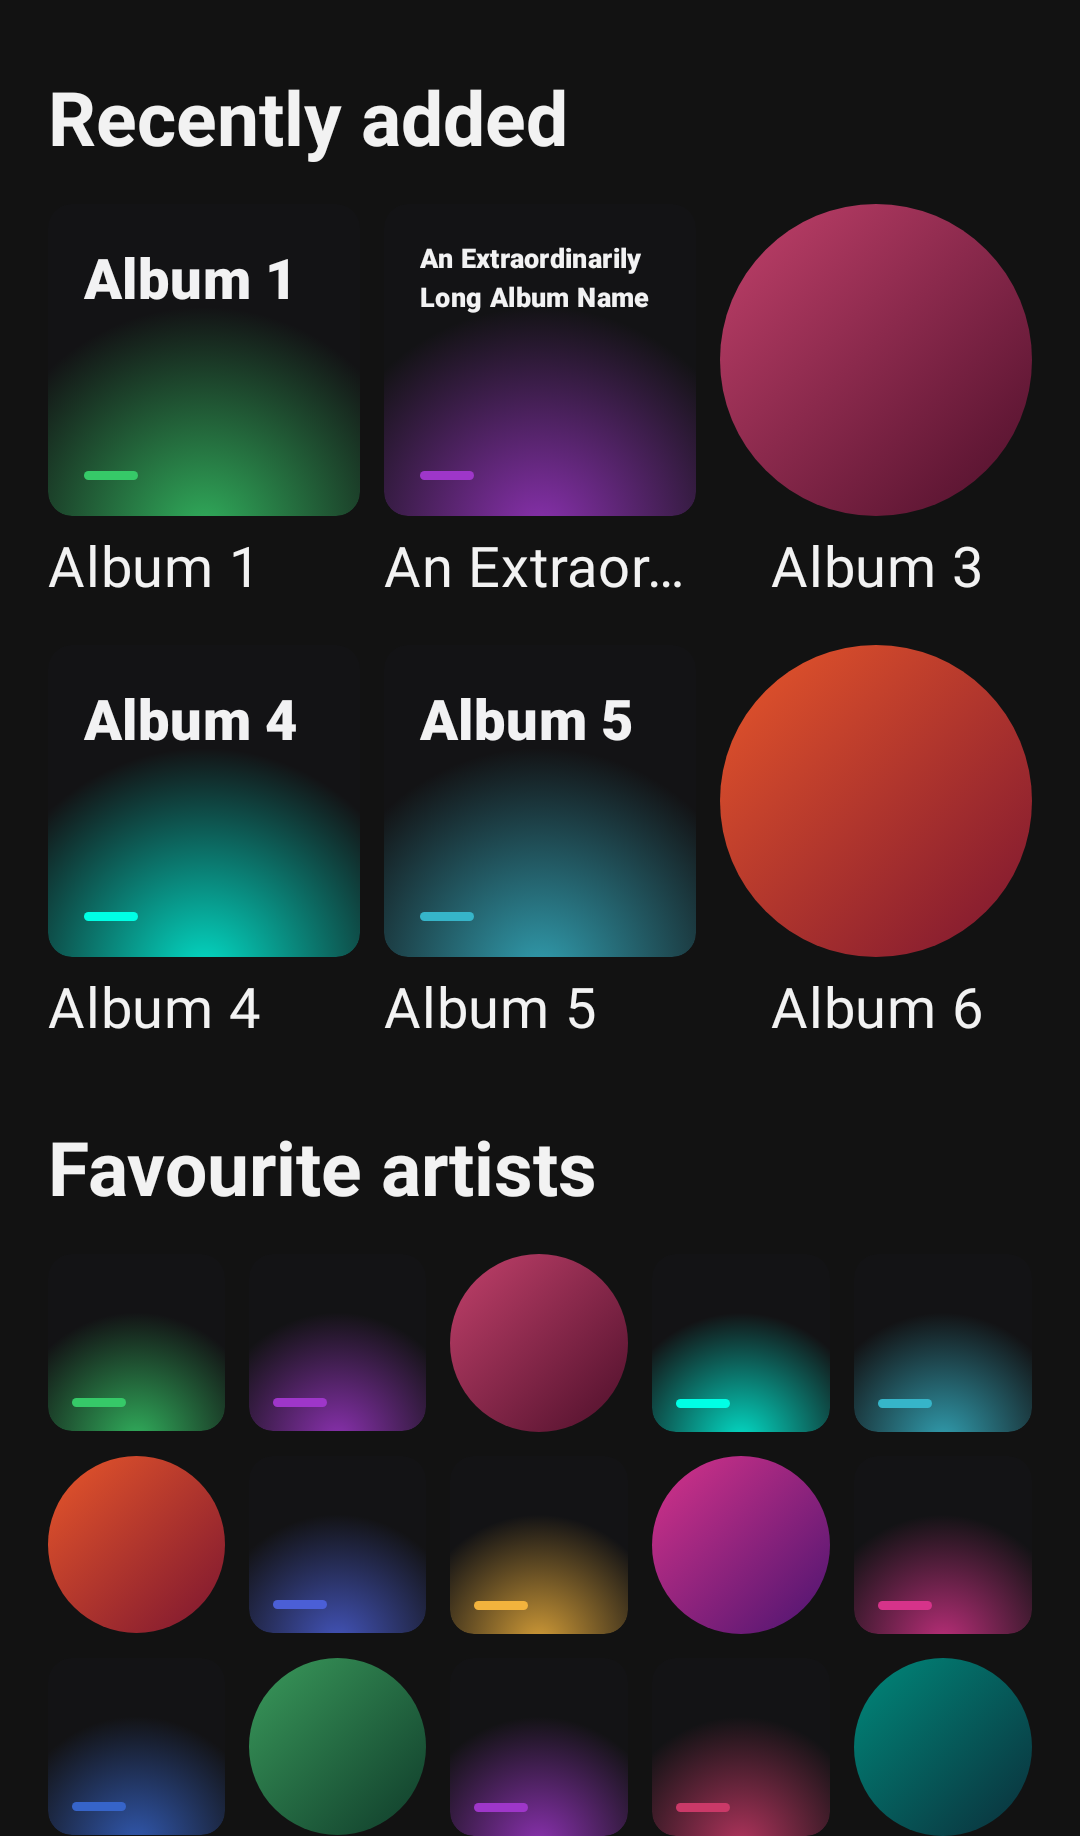 Recently added
Album 1
An Extraordinarily
Long Album Name
Album 1
An Extraor...
Album 3
Album 4
Album 5
Album 4
Album 5
Album 6
Favourite artists